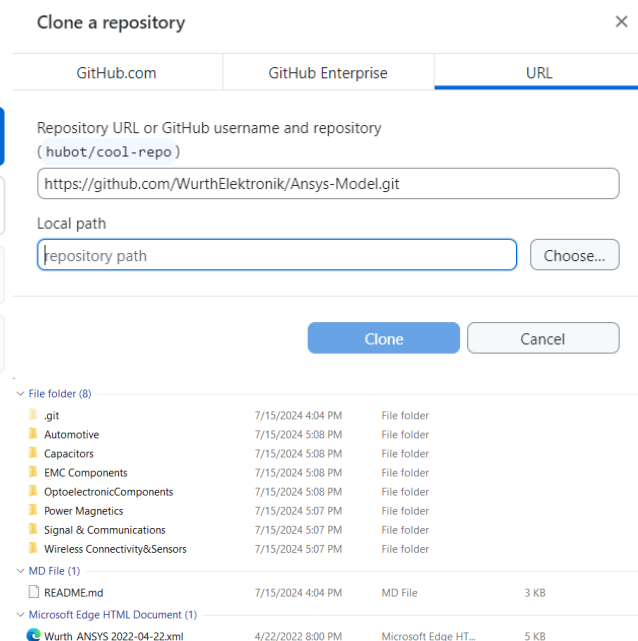 Clone a repository
GitHub.com GitHub Enterprise URL
Repository URL or GitHub username and repository
(hubot/cool-repo)
https://github.com/WurthElektronik/Ansys-Model.git
Local path
repository path Choose...
Clone Cancel
File folder (8)
.git 7/15/2024 4:04 PM File folder
Automotive 7/15/2024 5:08 PM File folder
Capacitors 7/15/2024 5:08 PM File folder
EMC Components 7/15/2024 5:08 PM File folder
OptoelectronicComponents 7/15/2024 5:08 PM File folder
Power Magnetics 7/15/2024 5:07 PM File folder
Signal & Communications 7/15/2024 5:07 PM File folder
Wireless Connectivity&Sensors 7/15/2024 5:07 PM File folder
MD File (1)
README.md 7/15/2024 4:04 PM MD File 3 KB
Microsoft Edge HTML Document (1)
Wurth ANSYS 2022-04-22.xml 4/22/2022 8:00 PM Microsoft Edge HT... 5 KB